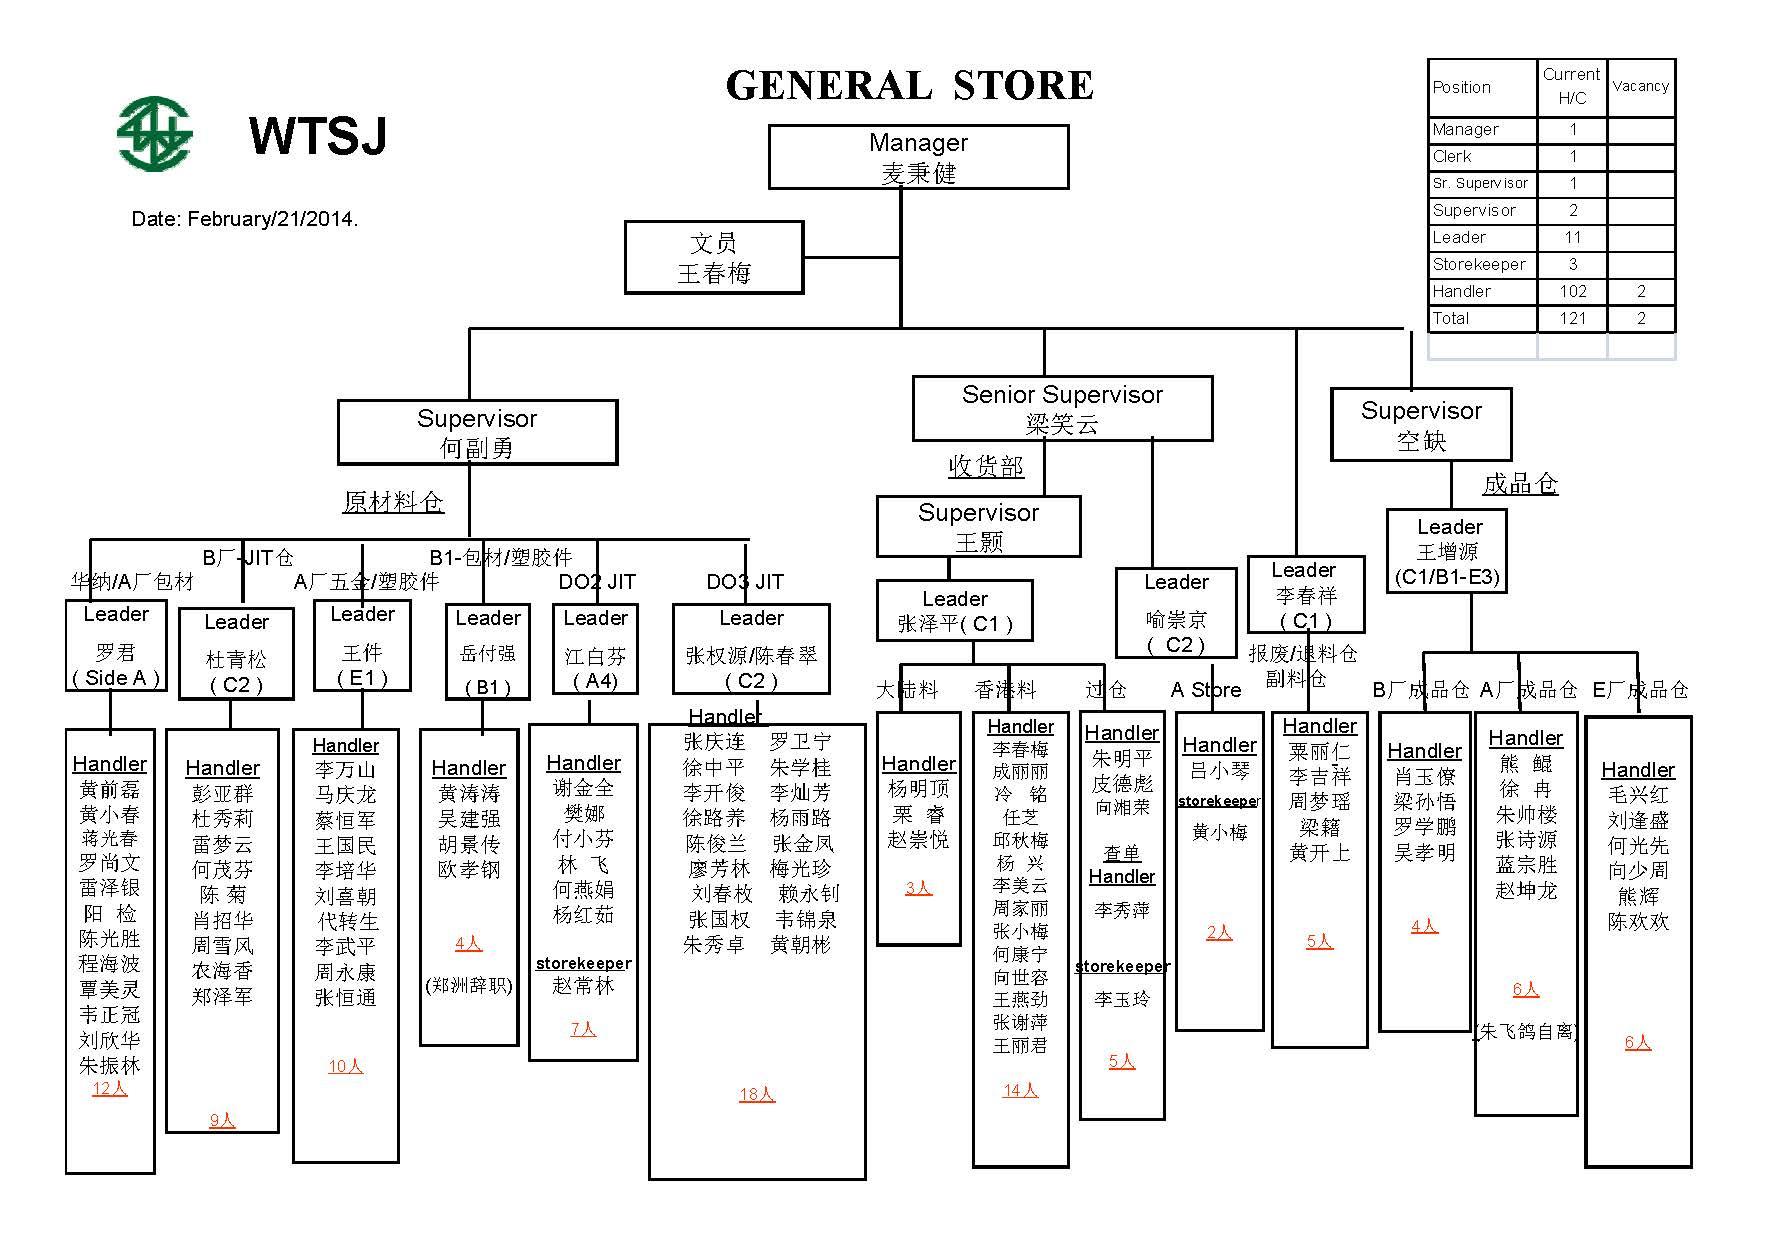 GENERAL STORE
WTSJ
Date: February/21/2014.
Position Current H/C Vacancy
Manager 1
Clerk 1
Sr. Supervisor 1
Supervisor 2
Leader 11
Storekeeper 3
Handler 102 2
Total 121 2
Manager
麦秉健
文员
王春梅
Supervisor
何副勇
原材料仓
Senior Supervisor
梁笑云
收货部
Supervisor
王颢
Supervisor
空缺
成品仓
华纳/A厂包材
Leader
罗君
( Side A )
Handler
黄前磊
黄小春
蒋光春
罗尚文
雷泽银
阳 检
陈光胜
程海波
覃美灵
韦正冠
刘欣华
朱振林
12人
B厂-JIT仓
Leader
杜青松
( C2 )
Handler
彭亚群
杜秀莉
雷梦云
何茂芬
陈 菊
肖招华
周雪风
农海香
郑泽军
9人
A厂五金/塑胶件
Leader
王件
( E1 )
Handler
李万山
马庆龙
蔡恒军
王国民
李培华
刘喜朝
代转生
李武平
周永康
张恒通
10人
B1-包材/塑胶件
Leader
岳付强
( B1 )
Handler
黄涛涛
吴建强
胡景传
欧孝钢
4人
(郑洲辞职)
DO2 JIT
Leader
江白芬
( A4)
Handler
谢金全
樊娜
付小芬
林 飞
何燕娟
杨红茹
storekeeper
赵常林
7人
DO3 JIT
Leader
张权源/陈春翠
( C2 )
Handler
张庆连 罗卫宁
徐中平 朱学桂
李开俊 李灿芳
徐路养 杨雨路
陈俊兰 张金凤
廖芳林 梅光珍
刘春枚 赖永钊
张国权 韦锦泉
朱秀卓 黄朝彬
18人
Leader
张泽平( C1 )
大陆料
Handler
杨明顶
栗 睿
赵崇悦
3人
香港料
Handler
李春梅
成丽丽
冷 铭
任芝
邱秋梅
杨 兴
李美云
周家丽
张小梅
何康宁
向世容
王燕劲
张谢萍
王丽君
14人
过仓
Handler
朱明平
皮德彪
向湘荣
查单
Handler
李秀萍
storekeeper
李玉玲
5人
Leader
喻崇京
( C2 )
A Store
Handler
吕小琴
storekeeper
黄小梅
2人
Leader
李春祥
( C1 )
报废/退料仓
副料仓
Handler
粟丽仁
李吉祥
周梦瑶
梁籍
黄开上
5人
Leader
王增源
(C1/B1-E3)
B厂成品仓
Handler
肖玉僚
梁孙悟
罗学鹏
吴孝明
4人
A厂成品仓
Handler
熊 鲲
徐 冉
朱帅楼
张诗源
蓝宗胜
赵坤龙
6人
(朱飞鸽自离)
E厂成品仓
Handler
毛兴红
刘逢盛
何光先
向少周
熊辉
陈欢欢
6人